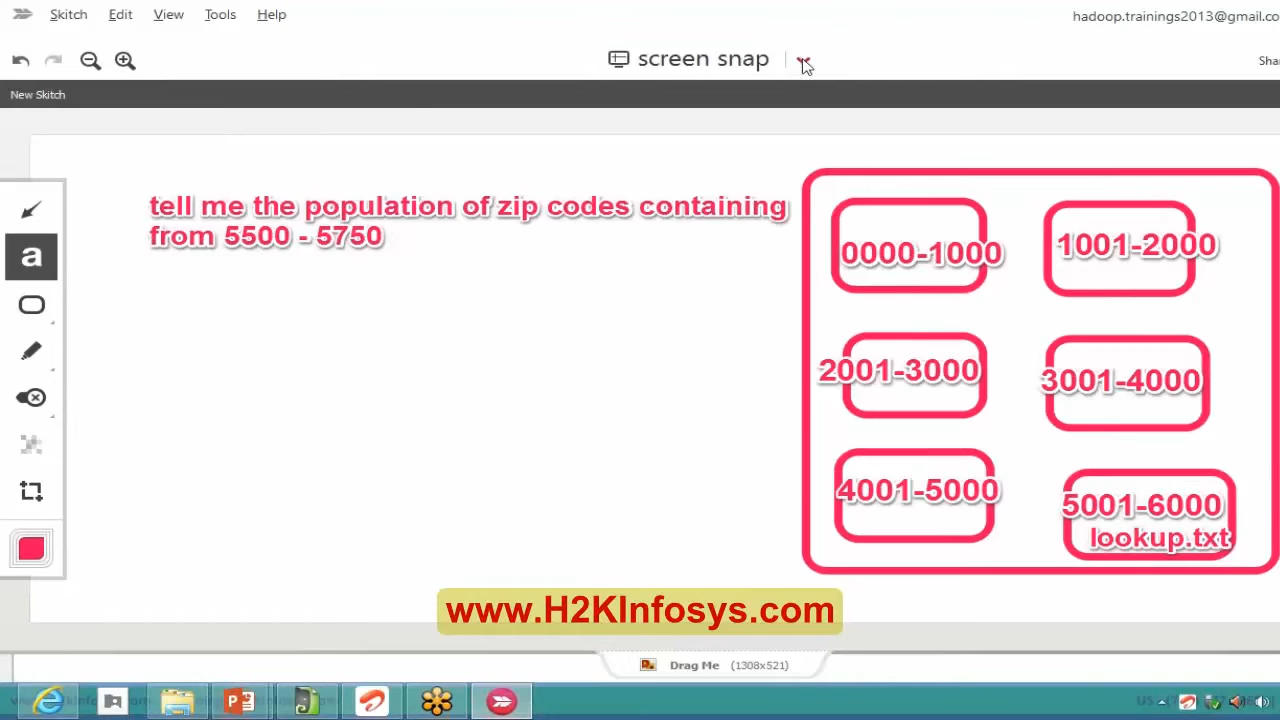 Skitch Edit View Tools Help
hadoop.trainings2013@gmail.co
screen snap
Sha
New Skitch
tell me the population of zip codes containing
from 5500 - 5750
0000-1000
1001-2000
2001-3000
3001-4000
4001-5000
5001-6000
lookup.txt
a
www.H2KInfosys.com
Drag Me (1308x521)